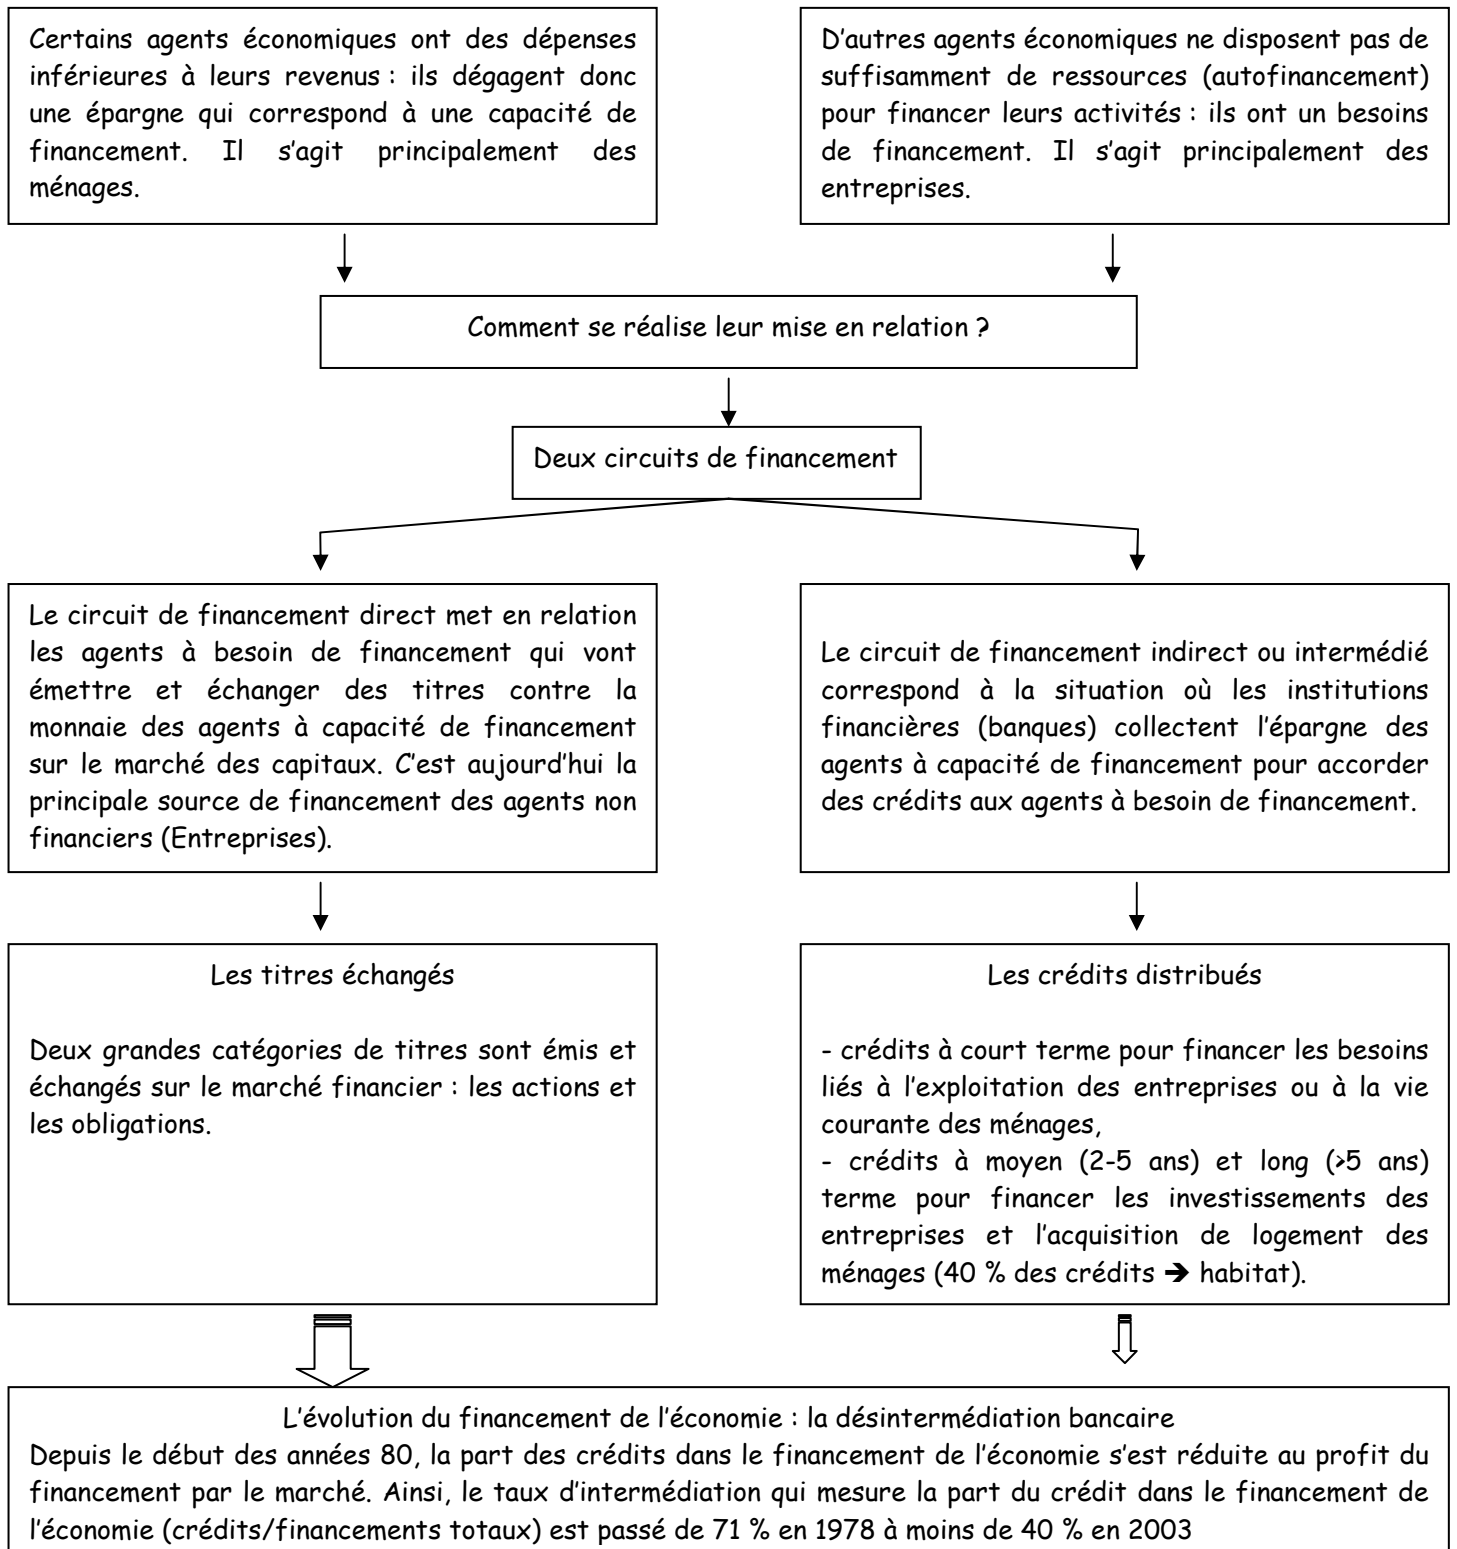 Certains agents économiques ont des dépenses
inférieures à leurs revenus : ils dégagent donc
une épargne qui correspond à une capacité de
financement. Il s'agit principalement des
ménages.
D'autres agents économiques ne disposent pas de
suffisamment de ressources (autofinancement)
pour financer leurs activités : ils ont un besoins
de financement. Il s'agit principalement des
entreprises.
Comment se réalise leur mise en relation ?
Deux circuits de financement
Le circuit de financement direct met en relation
les agents à besoin de financement qui vont
émettre et échanger des titres contre la
monnaie des agents à capacité de financement
sur le marché des capitaux. C'est aujourd'hui la
principale source de financement des agents non
financiers (Entreprises).
Le circuit de financement indirect ou intermédié
correspond à la situation où les institutions
financières (banques) collectent l'épargne des
agents à capacité de financement pour accorder
des crédits aux agents à besoin de financement.
Les titres échangés
Deux grandes catégories de titres sont émis et
échangés sur le marché financier : les actions et
les obligations.
Les crédits distribués
- crédits à court terme pour financer les besoins
liés à l'exploitation des entreprises ou à la vie
courante des ménages,
- crédits à moyen (2-5 ans) et long (>5 ans)
terme pour financer les investissements des
entreprises et l'acquisition de logement des
ménages (40 % des crédits ➔ habitat).
L'évolution du financement de l'économie : la désintermédiation bancaire
Depuis le début des années 80, la part des crédits dans le financement de l'économie s'est réduite au profit du
financement par le marché. Ainsi, le taux d'intermédiation qui mesure la part du crédit dans le financement de
l'économie (crédits/financements totaux) est passé de 71 % en 1978 à moins de 40 % en 2003